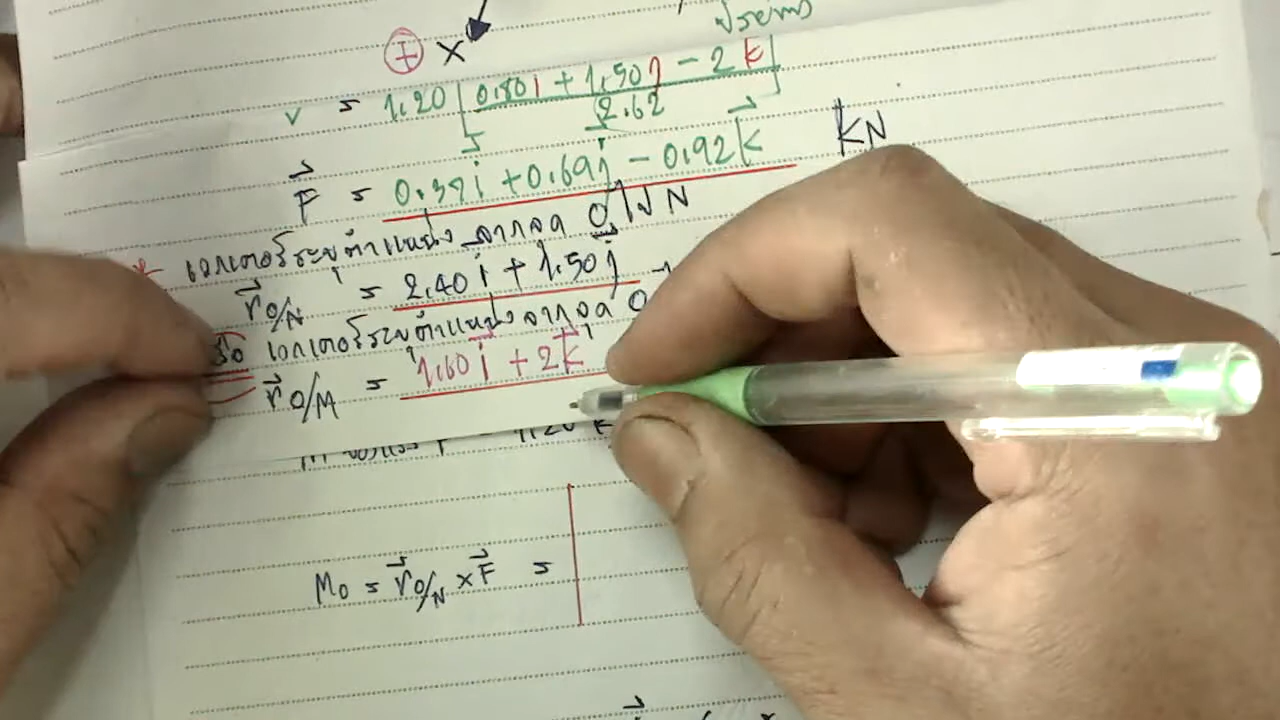 ⊕ x
= 1.20 [ 0.80i + 1.50j - 2k / 2.62 ]
F⃗ = 0.37i + 0.69j - 0.92k⃗ kN
* เวกเตอร์ระบุตำแหน่ง จากจุด O ไป N
r⃗O/N = 2.40i + 1.50j
หรือ เวกเตอร์ระบุตำแหน่ง จากจุด O
r⃗O/M = 1.60i⃗ + 2k⃗
1.20 k
Mo = r⃗O/N x F⃗ =